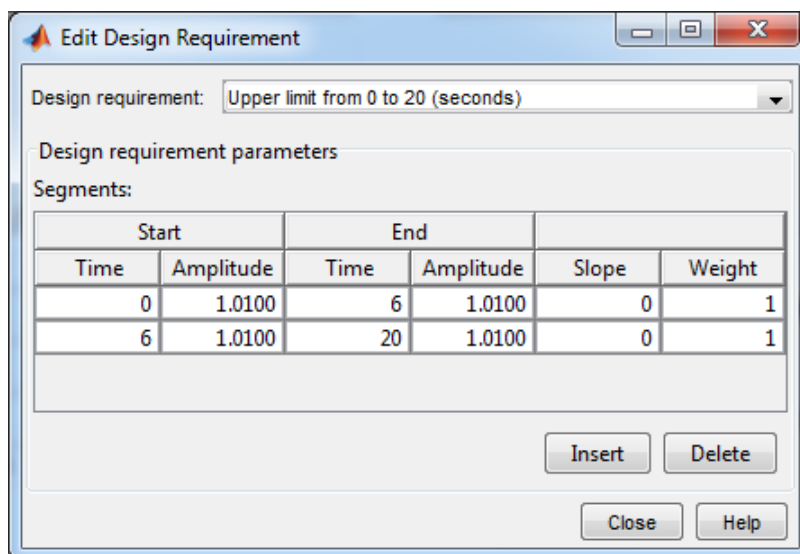 Edit Design Requirement
Design requirement: Upper limit from 0 to 20 (seconds)
Design requirement parameters
Segments:
Start End
Time Amplitude Time Amplitude Slope Weight
0 1.0100 6 1.0100 0 1
6 1.0100 20 1.0100 0 1
Insert Delete
Close Help